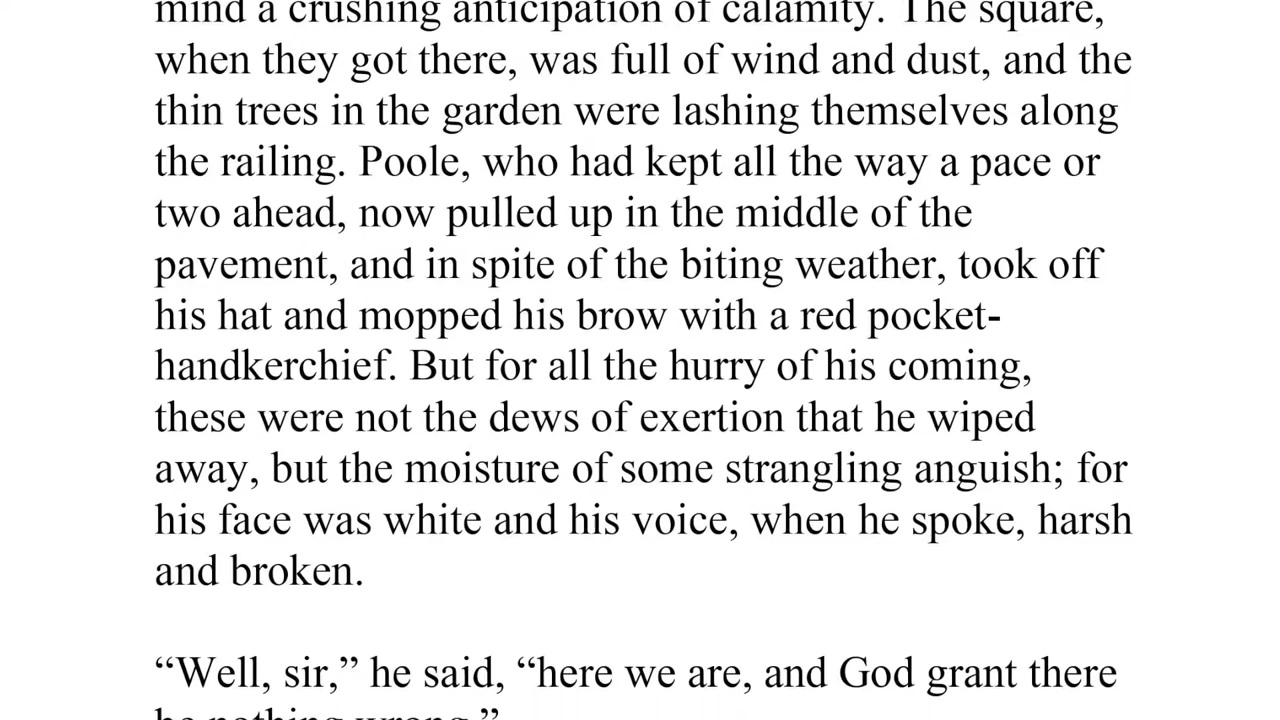 mind a crushing anticipation of calamity. The square,
when they got there, was full of wind and dust, and the
thin trees in the garden were lashing themselves along
the railing. Poole, who had kept all the way a pace or
two ahead, now pulled up in the middle of the
pavement, and in spite of the biting weather, took off
his hat and mopped his brow with a red pocket-
handkerchief. But for all the hurry of his coming,
these were not the dews of exertion that he wiped
away, but the moisture of some strangling anguish; for
his face was white and his voice, when he spoke, harsh
and broken.
“Well, sir,” he said, “here we are, and God grant there
be nothing wrong.”